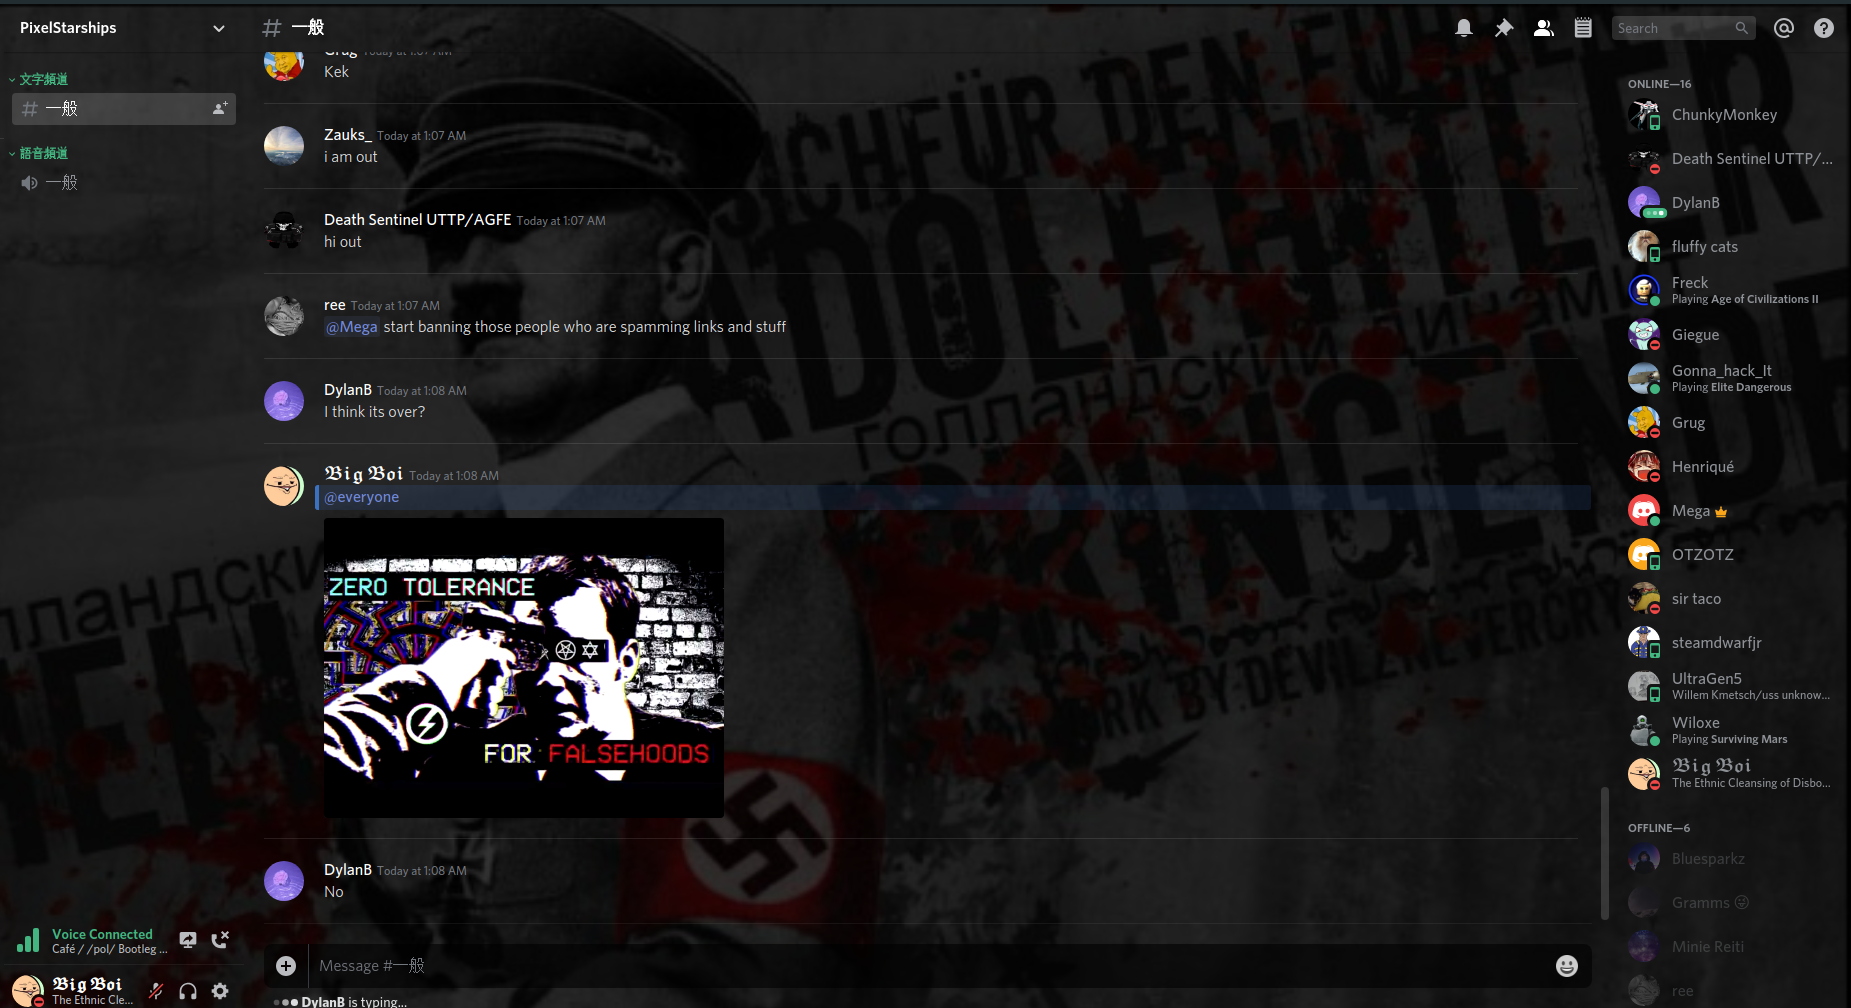 PixelStarships
文字頻道
# 一般
語音頻道
一般
Voice Connected
Café / /pol/ Bootleg ...
𝕭𝖎𝖌 𝕭𝖔𝖎
The Ethnic Cle...
# 一般
Search
Grug Today at 1:07 AM
Kek
Zauks_ Today at 1:07 AM
i am out
Death Sentinel UTTP/AGFE Today at 1:07 AM
hi out
ree Today at 1:07 AM
@Mega start banning those people who are spamming links and stuff
DylanB Today at 1:08 AM
I think its over?
𝕭𝖎𝖌 𝕭𝖔𝖎 Today at 1:08 AM
@everyone
ZERO TOLERANCE
FOR FALSEHOODS
DylanB Today at 1:08 AM
No
Message #一般
DylanB is typing...
ONLINE—16
ChunkyMonkey
Death Sentinel UTTP/...
DylanB
fluffy cats
Freck
Playing Age of Civilizations II
Giegue
Gonna_hack_It
Playing Elite Dangerous
Grug
Henriqué
Mega
OTZOTZ
sir taco
steamdwarfjr
UltraGen5
Willem Kmetsch/uss unknow...
Wiloxe
Playing Surviving Mars
𝕭𝖎𝖌 𝕭𝖔𝖎
The Ethnic Cleansing of Disbo...
OFFLINE—6
Bluesparkz
Gramms
Minie Reiti
ree
FÜR DEN
ADOLF HITLER
ГОЛЛАНДСКИЙ